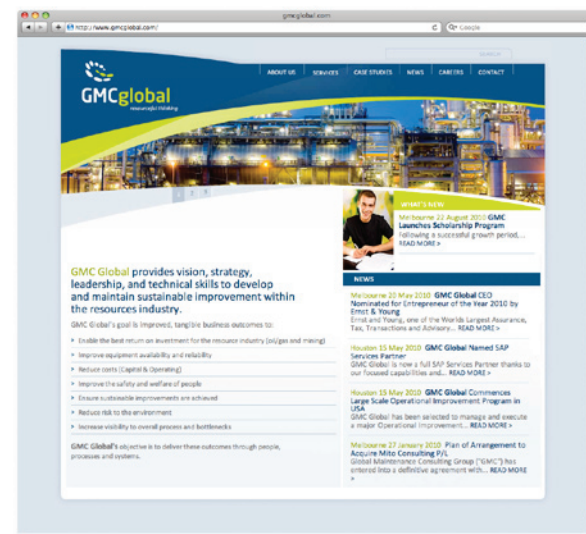 gmcglobal.com
http://www.gmcglobal.com/
Google
SEARCH
ABOUT US SERVICES CASE STUDIES NEWS CAREERS CONTACT
GMCglobal
resourceful thinking
1 2 3
WHAT'S NEW
Melbourne 22 August 2010 GMC
Launches Scholarship Program
Following a successful growth period,...
READ MORE >
GMC Global provides vision, strategy,
leadership, and technical skills to develop
and maintain sustainable improvement within
the resources industry.
GMC Global's goal is improved, tangible business outcomes to:
> Enable the best return on investment for the resource industry (oil/gas and mining)
> Improve equipment availability and reliability
> Reduce costs (Capital & Operating)
> Improve the safety and welfare of people
> Ensure sustainable improvements are achieved
> Reduce risk to the environment
> Increase visibility to overall process and bottlenecks
GMC Global's objective is to deliver these outcomes through people,
processes and systems.
NEWS
Melbourne 20 May 2010 GMC Global CEO
Nominated for Entrepreneur of the Year 2010 by
Ernst & Young
Ernst and Young, one of the Worlds Largest Assurance,
Tax, Transactions and Advisory... READ MORE >
Houston 15 May 2010 GMC Global Named SAP
Services Partner
GMC Global is now a full SAP Services Partner thanks to
our focused capabilities and... READ MORE >
Houston 15 May 2010 GMC Global Commences
Large Scale Operational Improvement Program in
USA
GMC Global has been selected to manage and execute
a major Operational Improvement... READ MORE >
Melbourne 27 January 2010 Plan of Arrangement to
Acquire Mito Consulting P/L
Global Maintenance Consulting Group ("GMC") has
entered into a definitive agreement with... READ MORE
>